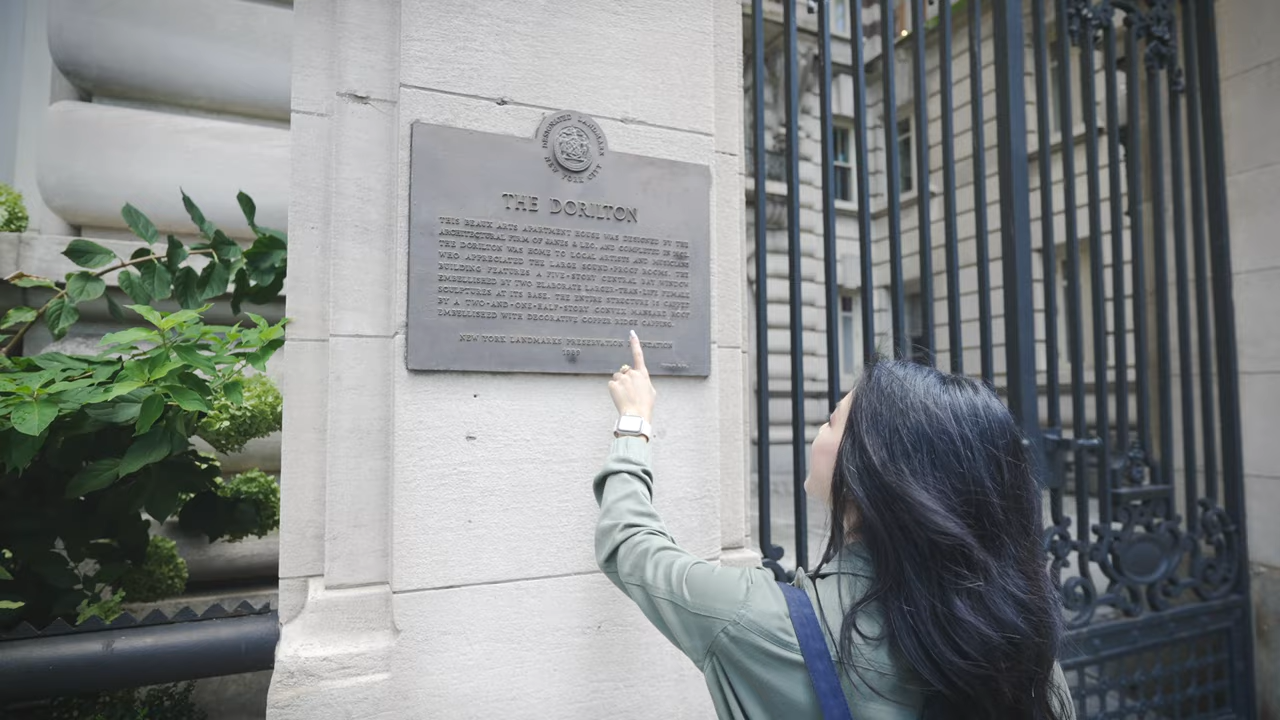 DESIGNATED LANDMARK
NEW YORK CITY
THE DORILTON
THIS BEAUX ARTS APARTMENT HOUSE WAS DESIGNED BY THE
ARCHITECTURAL FIRM OF JANES & LEO, AND COMPLETED IN 1902.
THE DORILTON WAS HOME TO LOCAL ARTISTS AND MUSICIANS
WHO APPRECIATED THE LARGE SOUND-PROOF ROOMS. THE
BUILDING FEATURES A FIVE-STORY CENTRAL BAY WINDOW
EMBELLISHED BY TWO ELABORATE LARGER-THAN-LIFE FEMALE
SCULPTURES AT ITS BASE. THE ENTIRE STRUCTURE IS CAPPED
BY A TWO-AND-ONE-HALF-STORY CONVEX MANSARD ROOF
EMBELLISHED WITH DECORATIVE COPPER RIDGE CAPPING.
NEW YORK LANDMARKS PRESERVATION FOUNDATION